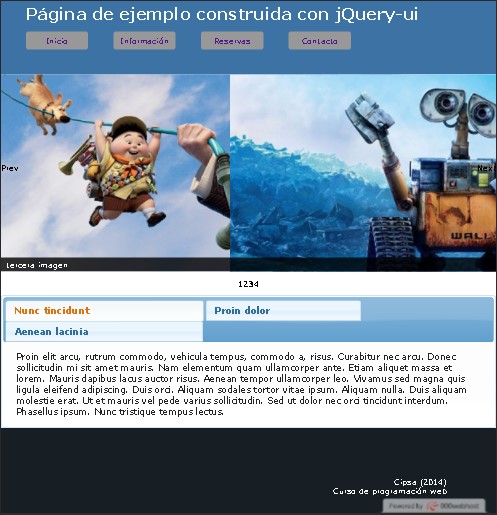 Página de ejemplo construida con jQuery-ui
Inicio Información Reservas Contacto
WALL
Prev Next
tercera imagen
1234
Nunc tincidunt Proin dolor
Aenean lacinia
Proin elit arcu, rutrum commodo, vehicula tempus, commodo a, risus. Curabitur nec arcu. Donec
sollicitudin mi sit amet mauris. Nam elementum quam ullamcorper ante. Etiam aliquet massa et
lorem. Mauris dapibus lacus auctor risus. Aenean tempor ullamcorper leo. Vivamus sed magna quis
ligula eleifend adipiscing. Duis orci. Aliquam sodales tortor vitae ipsum. Aliquam nulla. Duis aliquam
molestie erat. Ut et mauris vel pede varius sollicitudin. Sed ut dolor nec orci tincidunt interdum.
Phasellus ipsum. Nunc tristique tempus lectus.
Cipsa (2014)
Curso de programación web
Powered By 000webhost